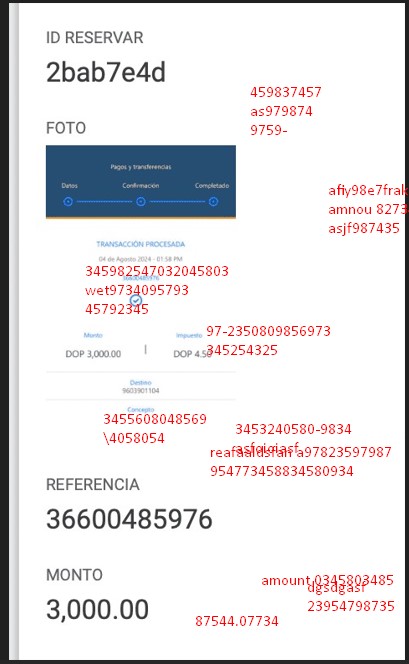 ID RESERVAR
2bab7e4d
459837457
as979874
9759-
FOTO
Pagos y transferencias
Datos Confirmación Completado
afiy98e7frak
amnou 8273
asjf987435
TRANSACCIÓN PROCESADA
04 de Agosto 2024 - 01:58 PM
345982547032045803
36600485976
wet9734095793
45792345
Monto Impuesto
97-2350809856973
DOP 3,000.00 | DOP 4.50
345254325
Destino
9603901104
Concepto
3455608048569
\4058054
3453240580-9834
a97823597987
954773458834580934
REFERENCIA
36600485976
MONTO
amount 0345803485
dgsdgasf
3,000.00
23954798735
87544.07734